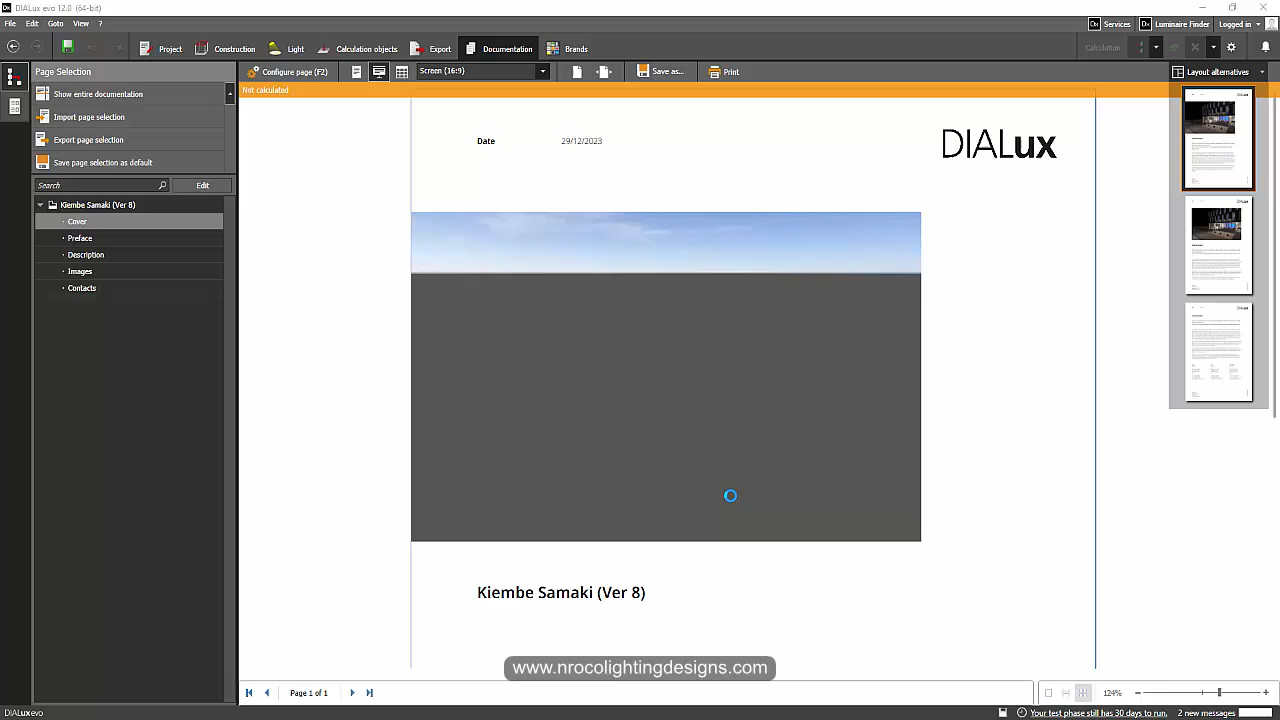 DIALux evo 12.0 (64-bit)
File Edit Goto View ?
Services Luminaire Finder Logged in
Project Construction Light Calculation objects Export Documentation Brands Calculation
Page Selection
Configure page (F2) Screen (16:9) Save as... Print Layout alternatives
Not calculated
Show entire documentation
Import page selection
Export page selection
Save page selection as default
Search Edit
Kiembe Samaki (Ver 8)
Cover
Preface
Description
Images
Contacts
Date 29/12/2023
DIALux
Kiembe Samaki (Ver 8)
www.nrocolightingdesigns.com
Page 1 of 1
124%
DIALux evo
Your test phase still has 30 days to run. 2 new messages